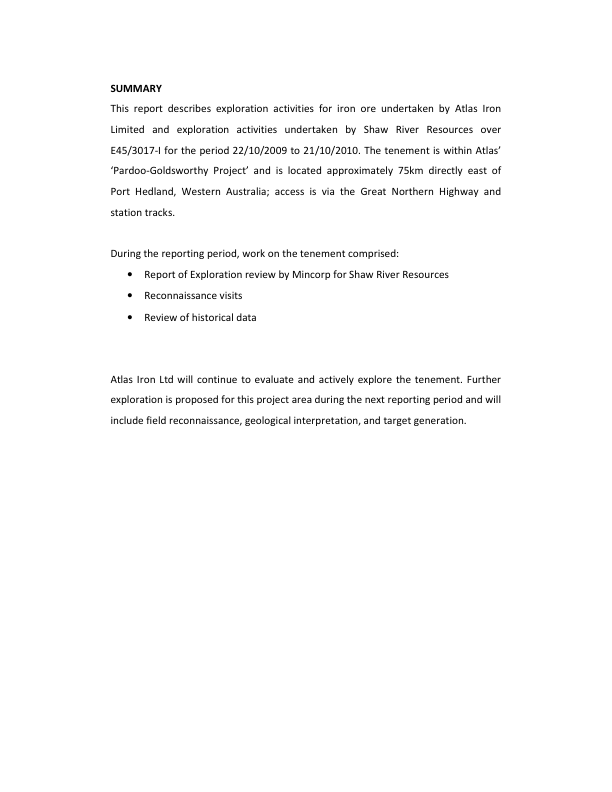 SUMMARY
This report describes exploration activities for iron ore undertaken by Atlas Iron
Limited and exploration activities undertaken by Shaw River Resources over
E45/3017-I for the period 22/10/2009 to 21/10/2010. The tenement is within Atlas’
‘Pardoo-Goldsworthy Project’ and is located approximately 75km directly east of
Port Hedland, Western Australia; access is via the Great Northern Highway and
station tracks.
During the reporting period, work on the tenement comprised:
• Report of Exploration review by Mincorp for Shaw River Resources
• Reconnaissance visits
• Review of historical data
Atlas Iron Ltd will continue to evaluate and actively explore the tenement. Further
exploration is proposed for this project area during the next reporting period and will
include field reconnaissance, geological interpretation, and target generation.